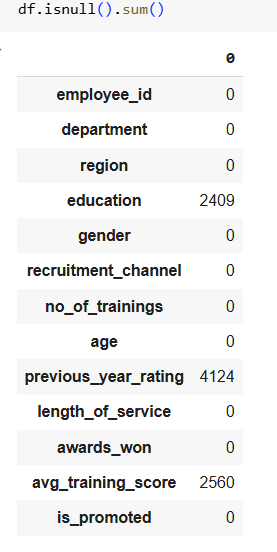 df.isnull().sum()
0
employee_id 0
department 0
region 0
education 2409
gender 0
recruitment_channel 0
no_of_trainings 0
age 0
previous_year_rating 4124
length_of_service 0
awards_won 0
avg_training_score 2560
is_promoted 0